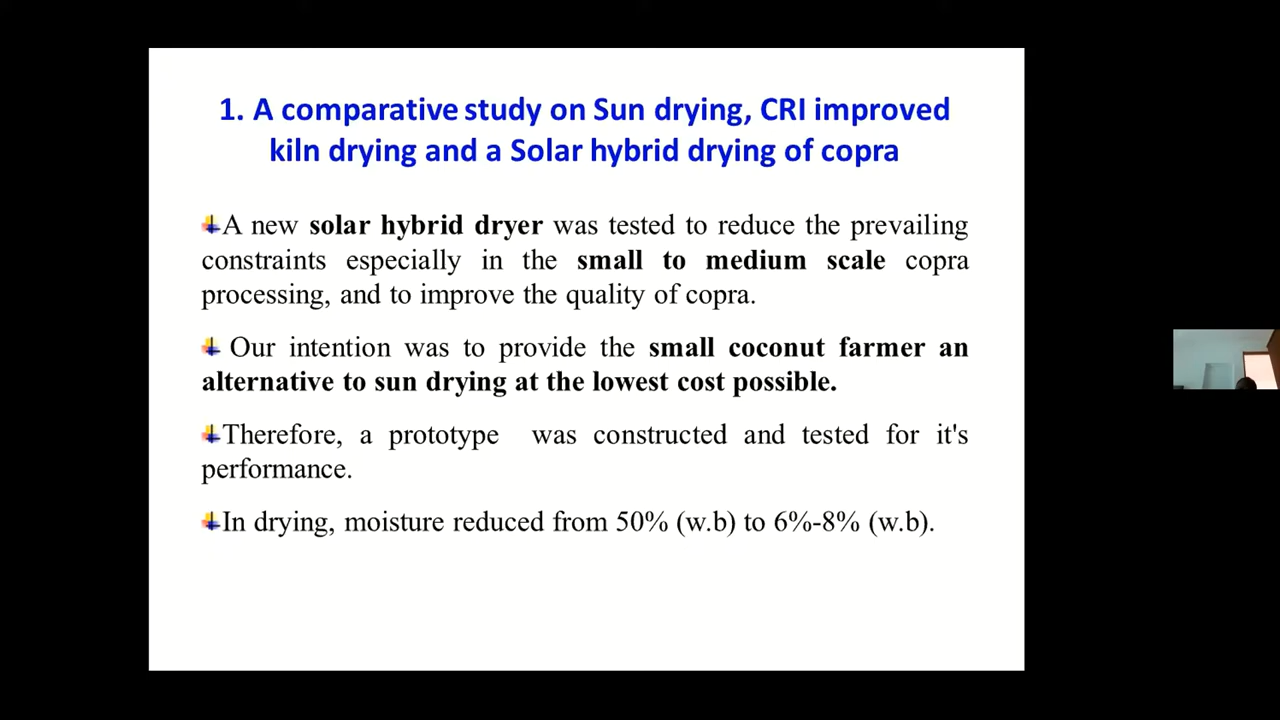 1. A comparative study on Sun drying, CRI improved
kiln drying and a Solar hybrid drying of copra
A new solar hybrid dryer was tested to reduce the prevailing
constraints especially in the small to medium scale copra
processing, and to improve the quality of copra.
Our intention was to provide the small coconut farmer an
alternative to sun drying at the lowest cost possible.
Therefore, a prototype was constructed and tested for it's
performance.
In drying, moisture reduced from 50% (w.b) to 6%-8% (w.b).